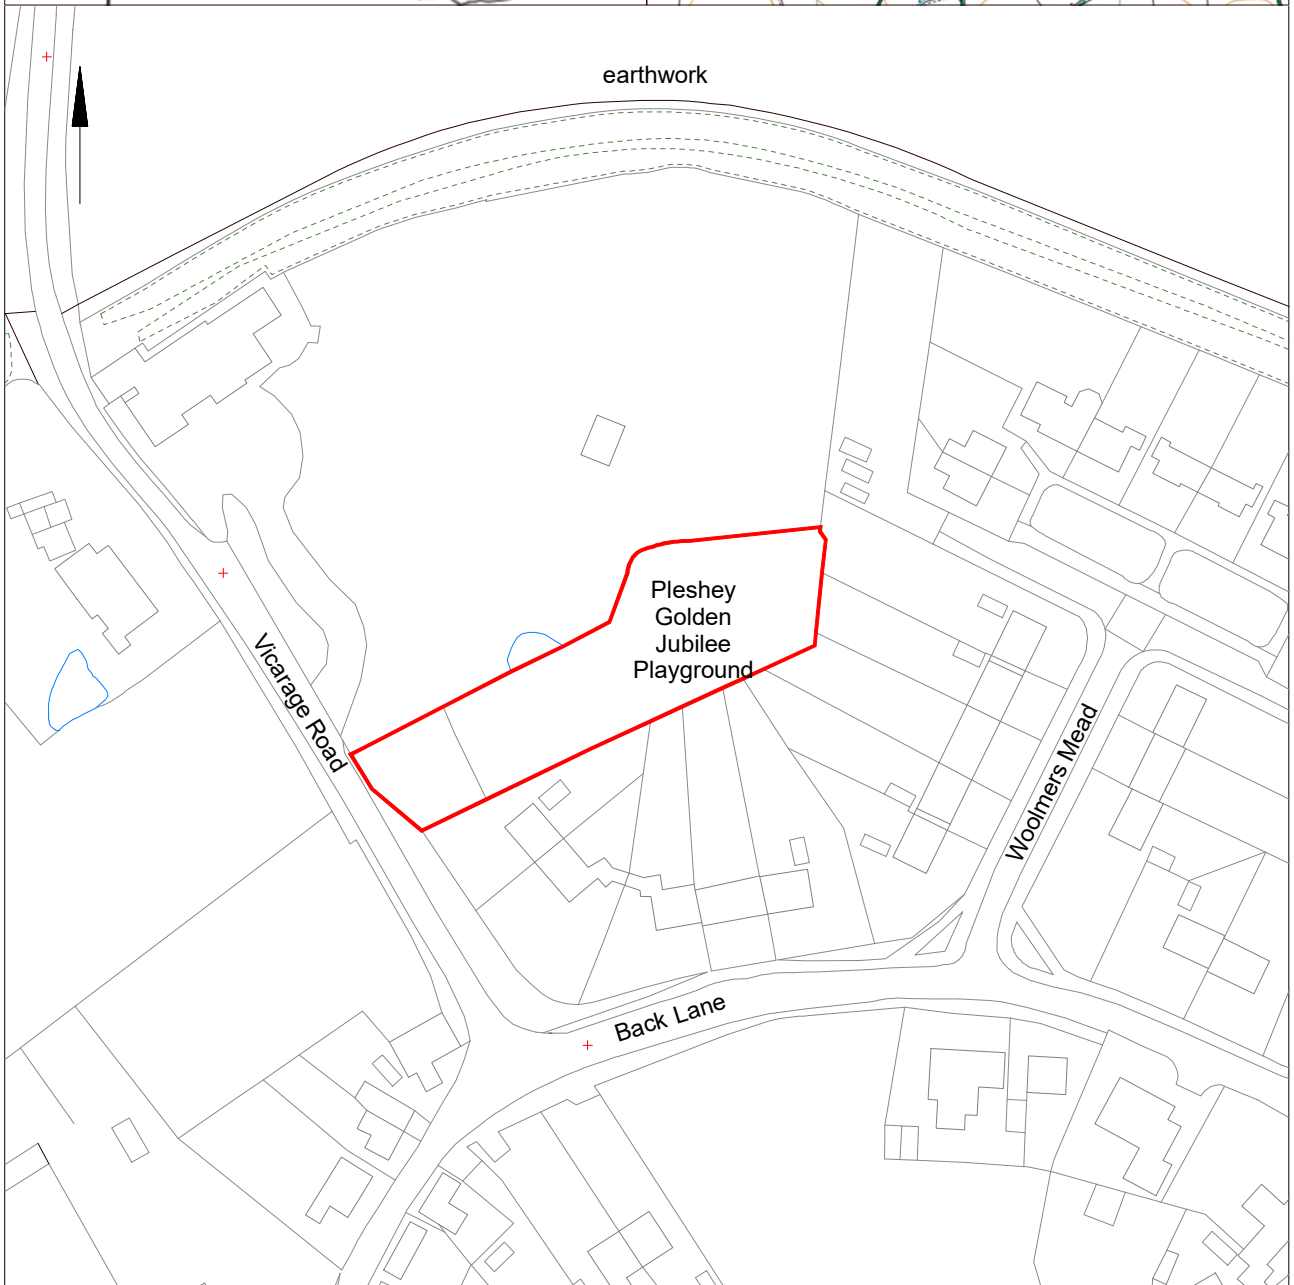 earthwork
Pleshey
Golden
Jubilee
Playground
Vicarage Road
Woolmers Mead
Back Lane